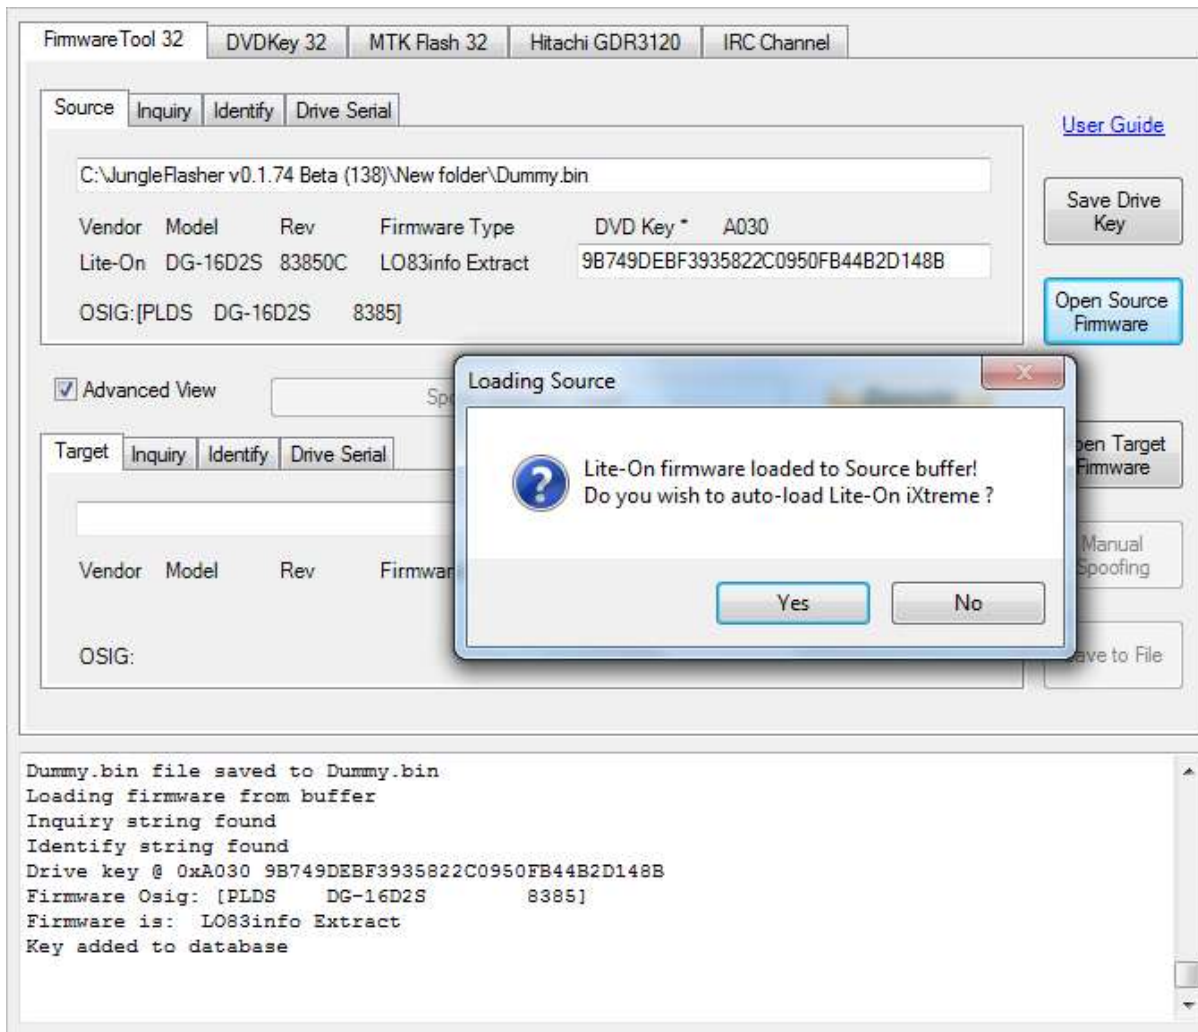 FirmwareTool 32 DVDKey 32 MTK Flash 32 Hitachi GDR3120 IRC Channel
Source Inquiry Identify Drive Serial
User Guide
C:\JungleFlasher v0.1.74 Beta (138)\New folder\Dummy.bin
Save Drive
Key
Vendor Model Rev Firmware Type DVD Key * A030
Lite-On DG-16D2S 83850C LO83info Extract 9B749DEBF3935822C0950FB44B2D148B
OSIG:[PLDS DG-16D2S 8385]
Open Source
Firmware
Advanced View
Loading Source
Target Inquiry Identify Drive Serial
Lite-On firmware loaded to Source buffer!
Do you wish to auto-load Lite-On iXtreme ?
Target
Firmware
Vendor Model Rev
Manual
Spoofing
Yes No
OSIG:
to File
Dummy.bin file saved to Dummy.bin
Loading firmware from buffer
Inquiry string found
Identify string found
Drive key @ 0xA030 9B749DEBF3935822C0950FB44B2D148B
Firmware Osig: [PLDS DG-16D2S 8385]
Firmware is: LO83info Extract
Key added to database